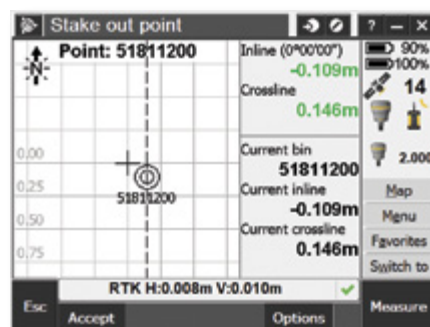 Stake out point
? – ×
Point: 51811200
N
0.00
0.25
0.50
0.75
51811200
Inline (0°00'00")
-0.109m
Crossline
0.146m
Current bin
51811200
Current inline
-0.109m
Current crossline
0.146m
90%
100%
14
2.000
Map
Menu
Favorites
Switch to
RTK H:0.008m V:0.010m
Esc
Accept
Options
Measure